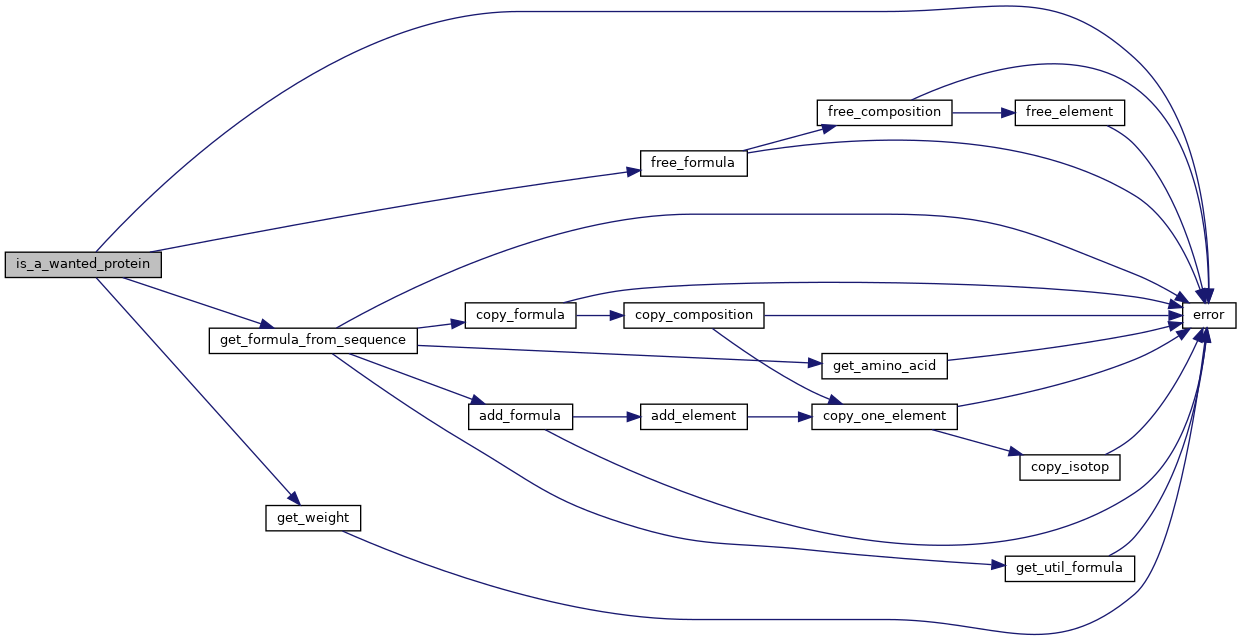 free_composition
free_element
free_formula
is_a_wanted_protein
copy_formula
copy_composition
error
get_formula_from_sequence
get_amino_acid
add_formula
add_element
copy_one_element
copy_isotop
get_weight
get_util_formula